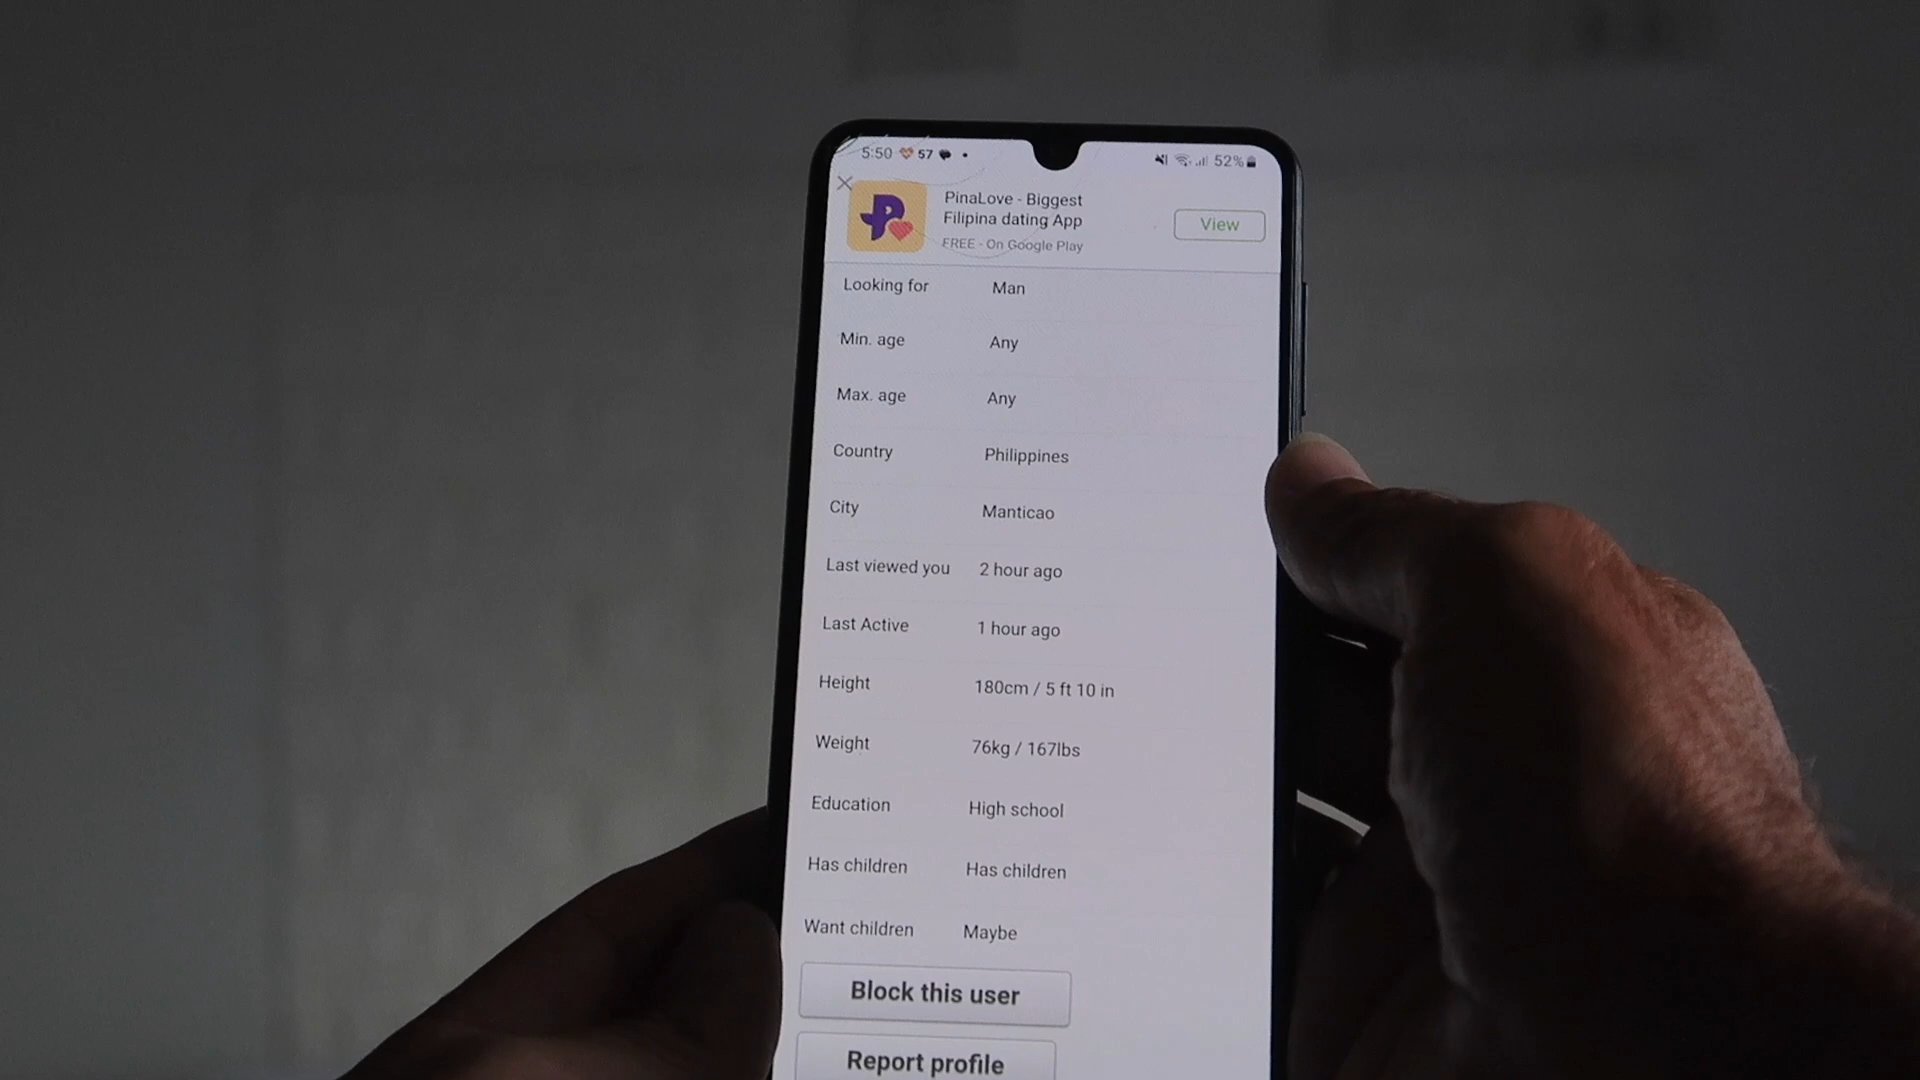 5:50 57 52%
PinaLove - Biggest
Filipina dating App
FREE - On Google Play
View
Looking for Man
Min. age Any
Max. age Any
Country Philippines
City Manticao
Last viewed you 2 hour ago
Last Active 1 hour ago
Height 180cm / 5 ft 10 in
Weight 76kg / 167lbs
Education High school
Has children Has children
Want children Maybe
Block this user
Report profile